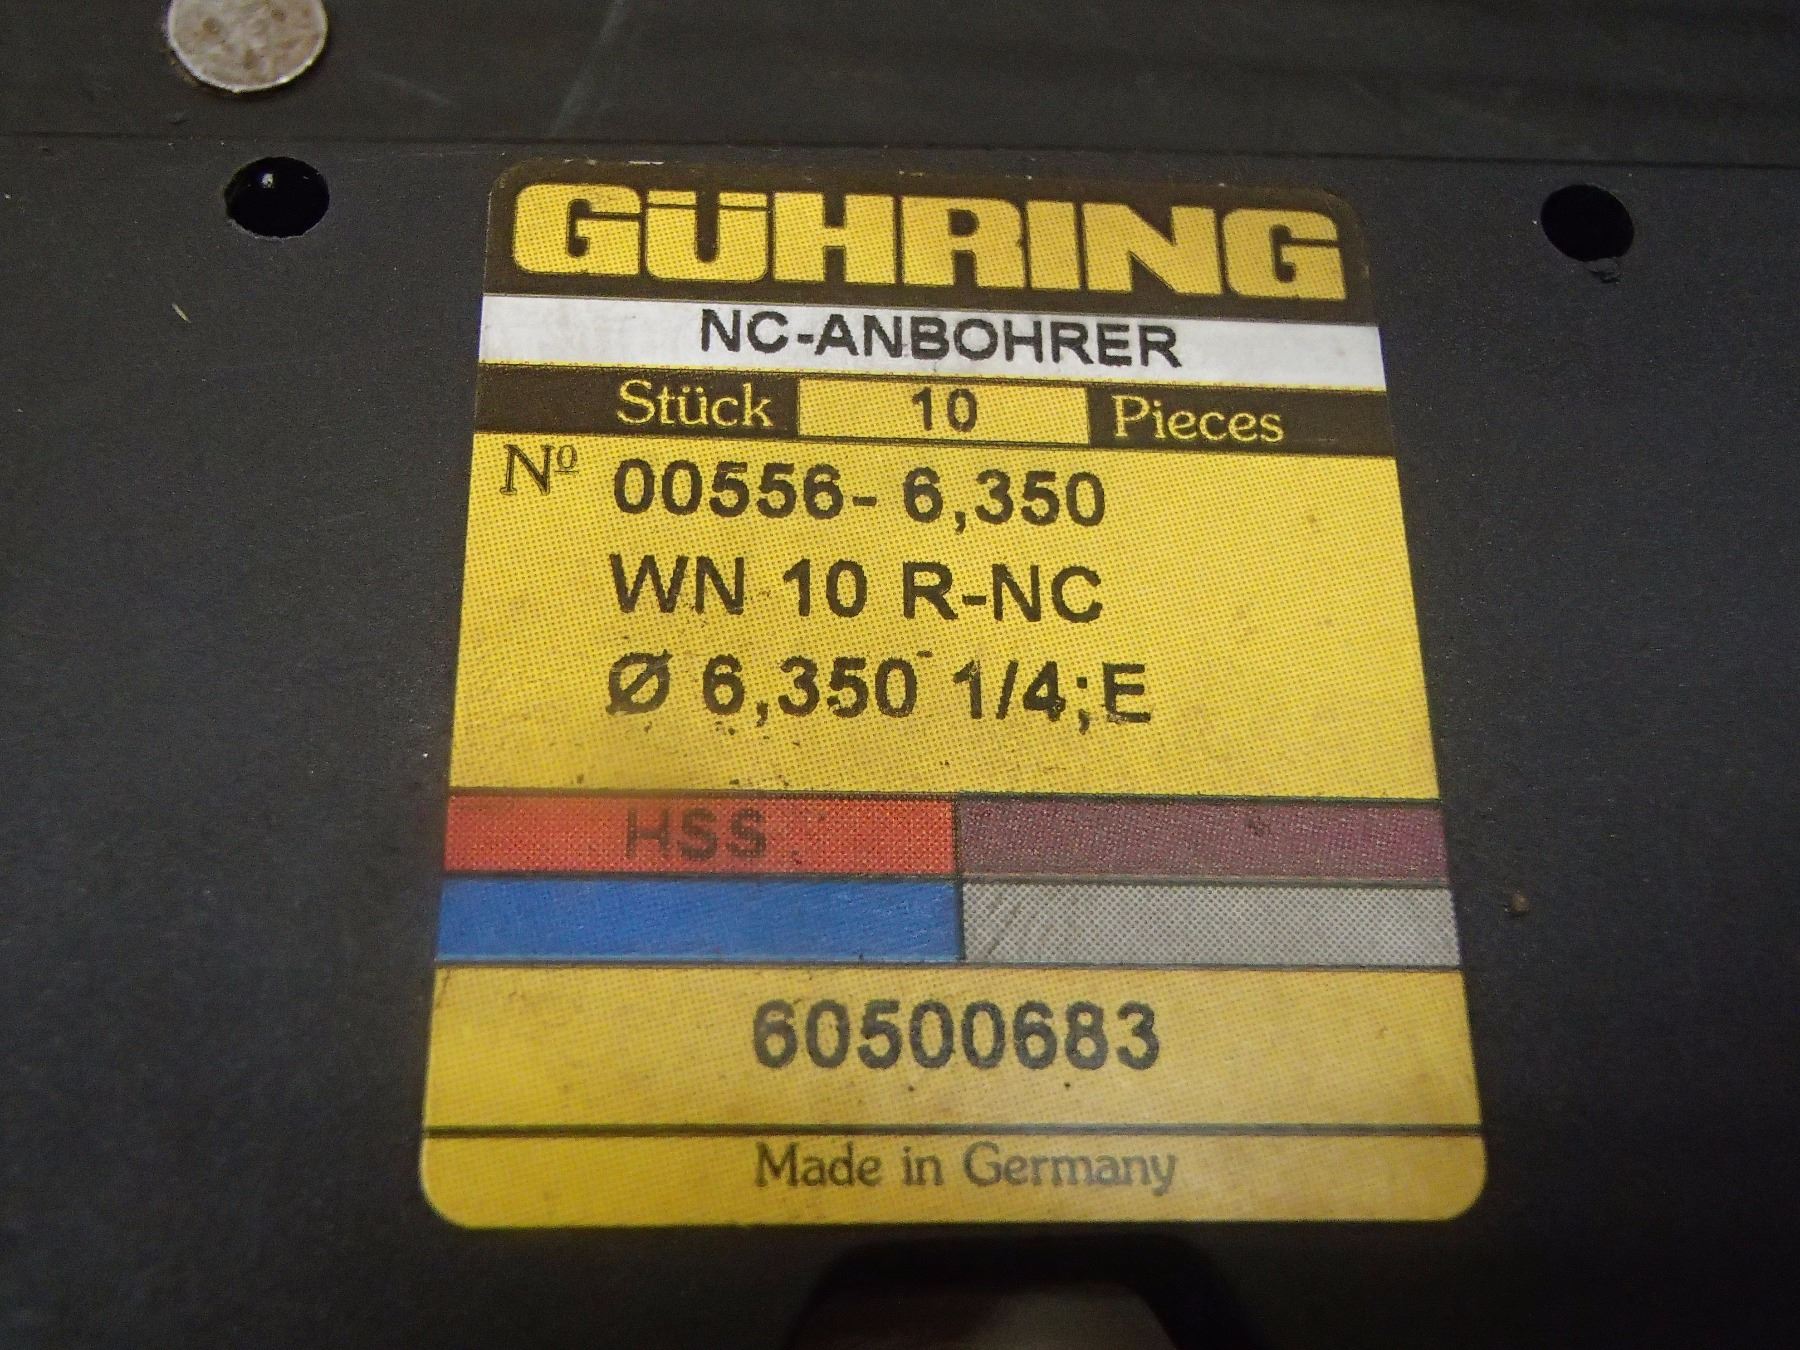 GÜHRING
NC-ANBOHRER
Stück 10 Pieces
Nº 00556- 6,350
WN 10 R-NC
Ø 6,350 1/4;E
HSS
60500683
Made in Germany